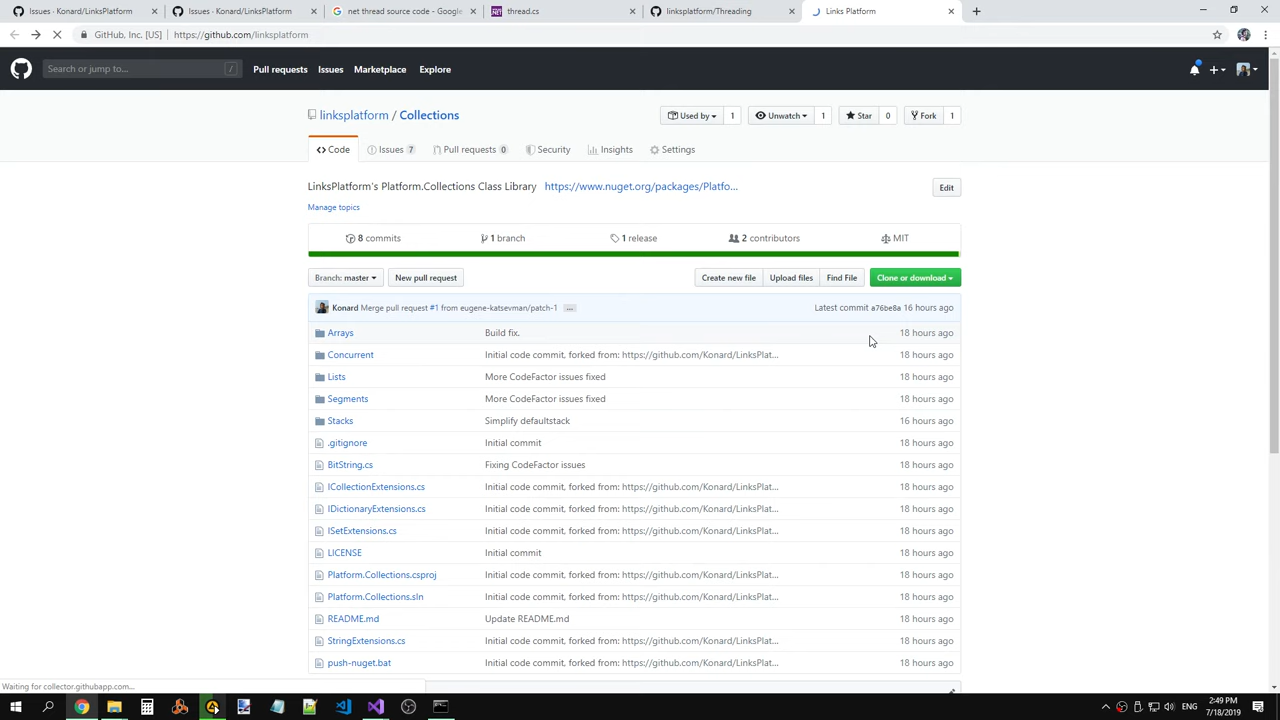 Issues · Konard/LinksPlatform
Issues · Konard/LinksPlatform
net thread source code - Google
thread.cs
linksplatform/Threading
Links Platform
GitHub, Inc. [US]
https://github.com/linksplatform
Search or jump to...
/
Pull requests
Issues
Marketplace
Explore
linksplatform / Collections
Used by
1
Unwatch
1
Star
0
Fork
1
Code
Issues 7
Pull requests 0
Security
Insights
Settings
LinksPlatform's Platform.Collections Class Library
https://www.nuget.org/packages/Platfo...
Edit
Manage topics
8 commits
1 branch
1 release
2 contributors
MIT
Branch: master
New pull request
Create new file
Upload files
Find File
Clone or download
Konard Merge pull request #1 from eugene-katsevman/patch-1
...
Latest commit a76be8a 16 hours ago
Arrays
Build fix.
18 hours ago
Concurrent
Initial code commit, forked from: https://github.com/Konard/LinksPlat...
18 hours ago
Lists
More CodeFactor issues fixed
18 hours ago
Segments
More CodeFactor issues fixed
18 hours ago
Stacks
Simplify defaultstack
16 hours ago
.gitignore
Initial commit
18 hours ago
BitString.cs
Fixing CodeFactor issues
18 hours ago
ICollectionExtensions.cs
Initial code commit, forked from: https://github.com/Konard/LinksPlat...
18 hours ago
IDictionaryExtensions.cs
Initial code commit, forked from: https://github.com/Konard/LinksPlat...
18 hours ago
ISetExtensions.cs
Initial code commit, forked from: https://github.com/Konard/LinksPlat...
18 hours ago
LICENSE
Initial commit
18 hours ago
Platform.Collections.csproj
Initial code commit, forked from: https://github.com/Konard/LinksPlat...
18 hours ago
Platform.Collections.sln
Initial code commit, forked from: https://github.com/Konard/LinksPlat...
18 hours ago
README.md
Update README.md
18 hours ago
StringExtensions.cs
Initial code commit, forked from: https://github.com/Konard/LinksPlat...
18 hours ago
push-nuget.bat
Initial code commit, forked from: https://github.com/Konard/LinksPlat...
18 hours ago
Waiting for collector.githubapp.com...
ENG
2:49 PM
7/18/2019